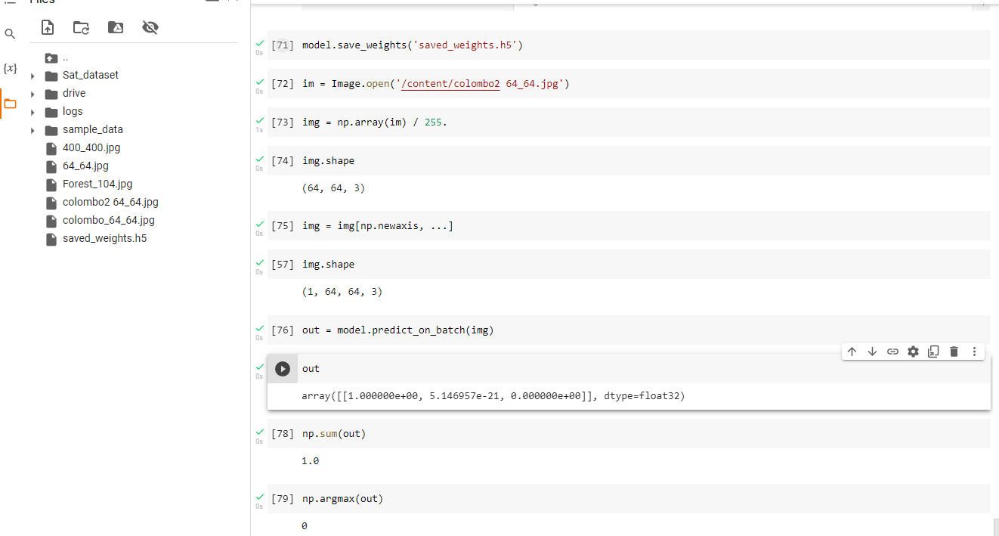 Files
{x}
..
Sat_dataset
drive
logs
sample_data
400_400.jpg
64_64.jpg
Forest_104.jpg
colombo2 64_64.jpg
colombo_64_64.jpg
saved_weights.h5
[71] model.save_weights('saved_weights.h5')
0s
[72] im = Image.open('/content/colombo2 64_64.jpg')
0s
[73] img = np.array(im) / 255.
1s
[74] img.shape
0s
(64, 64, 3)
[75] img = img[np.newaxis, ...]
0s
[57] img.shape
0s
(1, 64, 64, 3)
[76] out = model.predict_on_batch(img)
0s
out
0s
array([[1.000000e+00, 5.146957e-21, 0.000000e+00]], dtype=float32)
[78] np.sum(out)
0s
1.0
[79] np.argmax(out)
0s
0